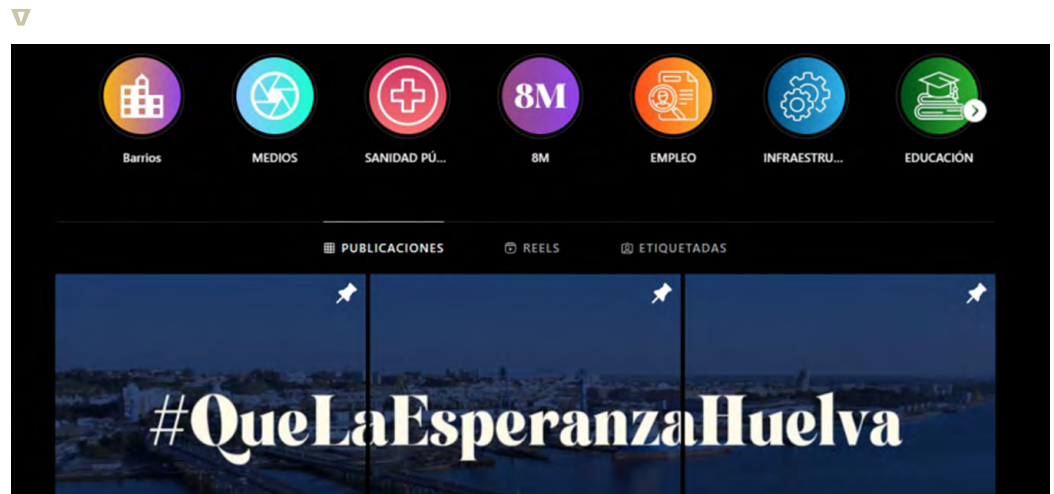 8M
Barrios MEDIOS SANIDAD PÚ... 8M EMPLEO INFRAESTRU... EDUCACIÓN
PUBLICACIONES REELS ETIQUETADAS
#QueLaEsperanzaHuelva